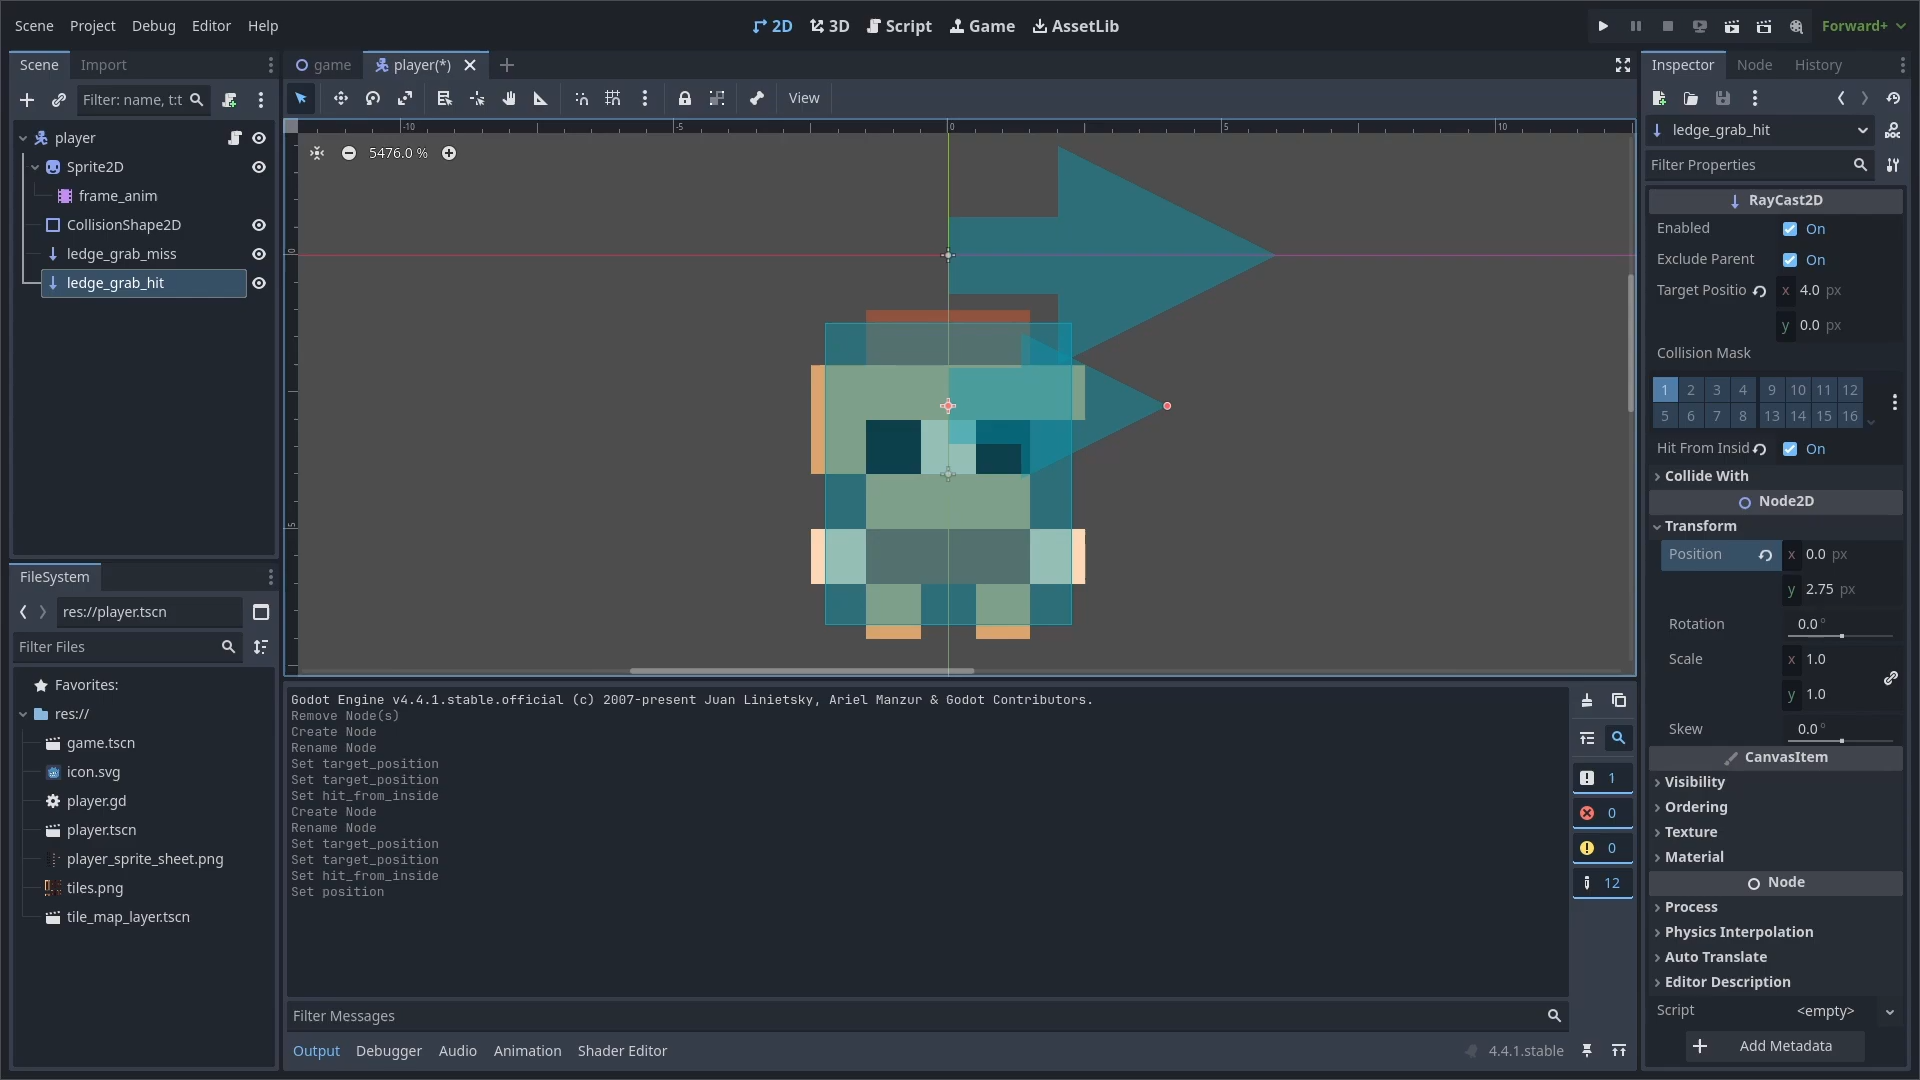 Scene Project Debug Editor Help
2D 3D Script Game AssetLib
Forward+
Scene Import
Filter: name, t:t
player
Sprite2D
frame_anim
CollisionShape2D
ledge_grab_miss
ledge_grab_hit
FileSystem
res://player.tscn
Filter Files
Favorites:
res://
game.tscn
icon.svg
player.gd
player.tscn
player_sprite_sheet.png
tiles.png
tile_map_layer.tscn
game player(*)
View
-10 -5 0 5 10
5476.0 %
0
5
Godot Engine v4.4.1.stable.official (c) 2007-present Juan Linietsky, Ariel Manzur & Godot Contributors.
Remove Node(s)
Create Node
Rename Node
Set target_position
Set target_position
Set hit_from_inside
Create Node
Rename Node
Set target_position
Set target_position
Set hit_from_inside
Set position
1
0
0
12
Filter Messages
Output Debugger Audio Animation Shader Editor
4.4.1.stable
Inspector Node History
ledge_grab_hit
Filter Properties
RayCast2D
Enabled On
Exclude Parent On
Target Positio x 4.0 px
y 0.0 px
Collision Mask
1 2 3 4 9 10 11 12
5 6 7 8 13 14 15 16
Hit From Insid On
Collide With
Node2D
Transform
Position x 0.0 px
y 2.75 px
Rotation 0.0 °
Scale x 1.0
y 1.0
Skew 0.0 °
CanvasItem
Visibility
Ordering
Texture
Material
Node
Process
Physics Interpolation
Auto Translate
Editor Description
Script <empty>
Add Metadata